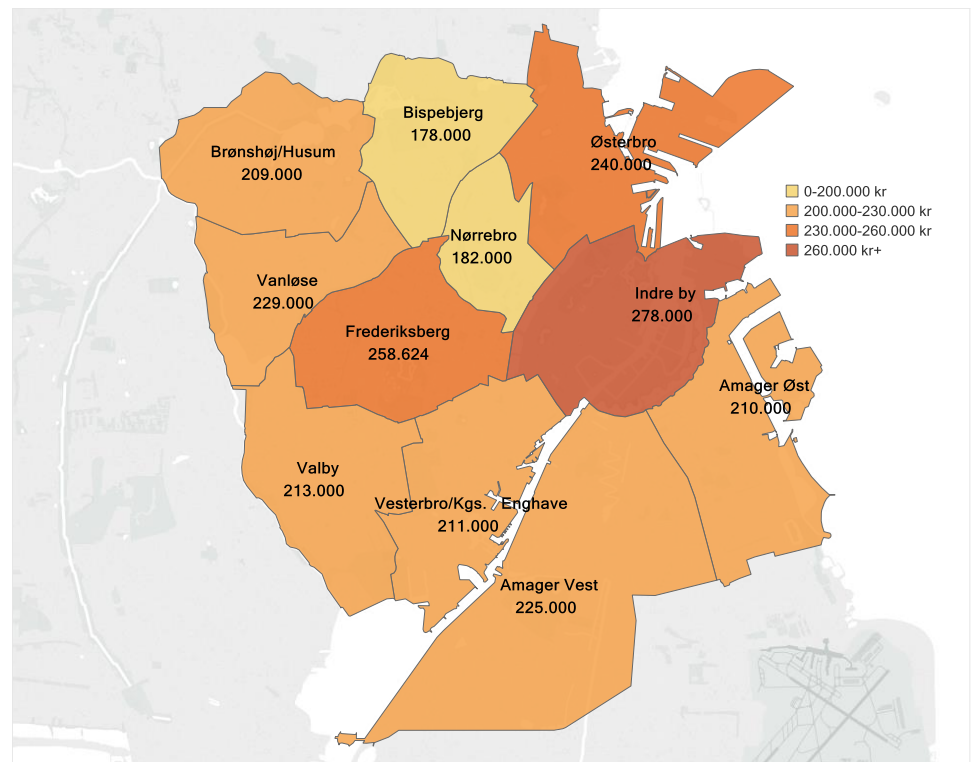 Bispebjerg
178.000
Østerbro
240.000
Brønshøj/Husum
209.000
0-200.000 kr
200.000-230.000 kr
230.000-260.000 kr
260.000 kr+
Nørrebro
182.000
Vanløse
229.000
Indre by
278.000
Frederiksberg
258.624
Amager Øst
210.000
Valby
213.000
Vesterbro/Kgs. Enghave
211.000
Amager Vest
225.000